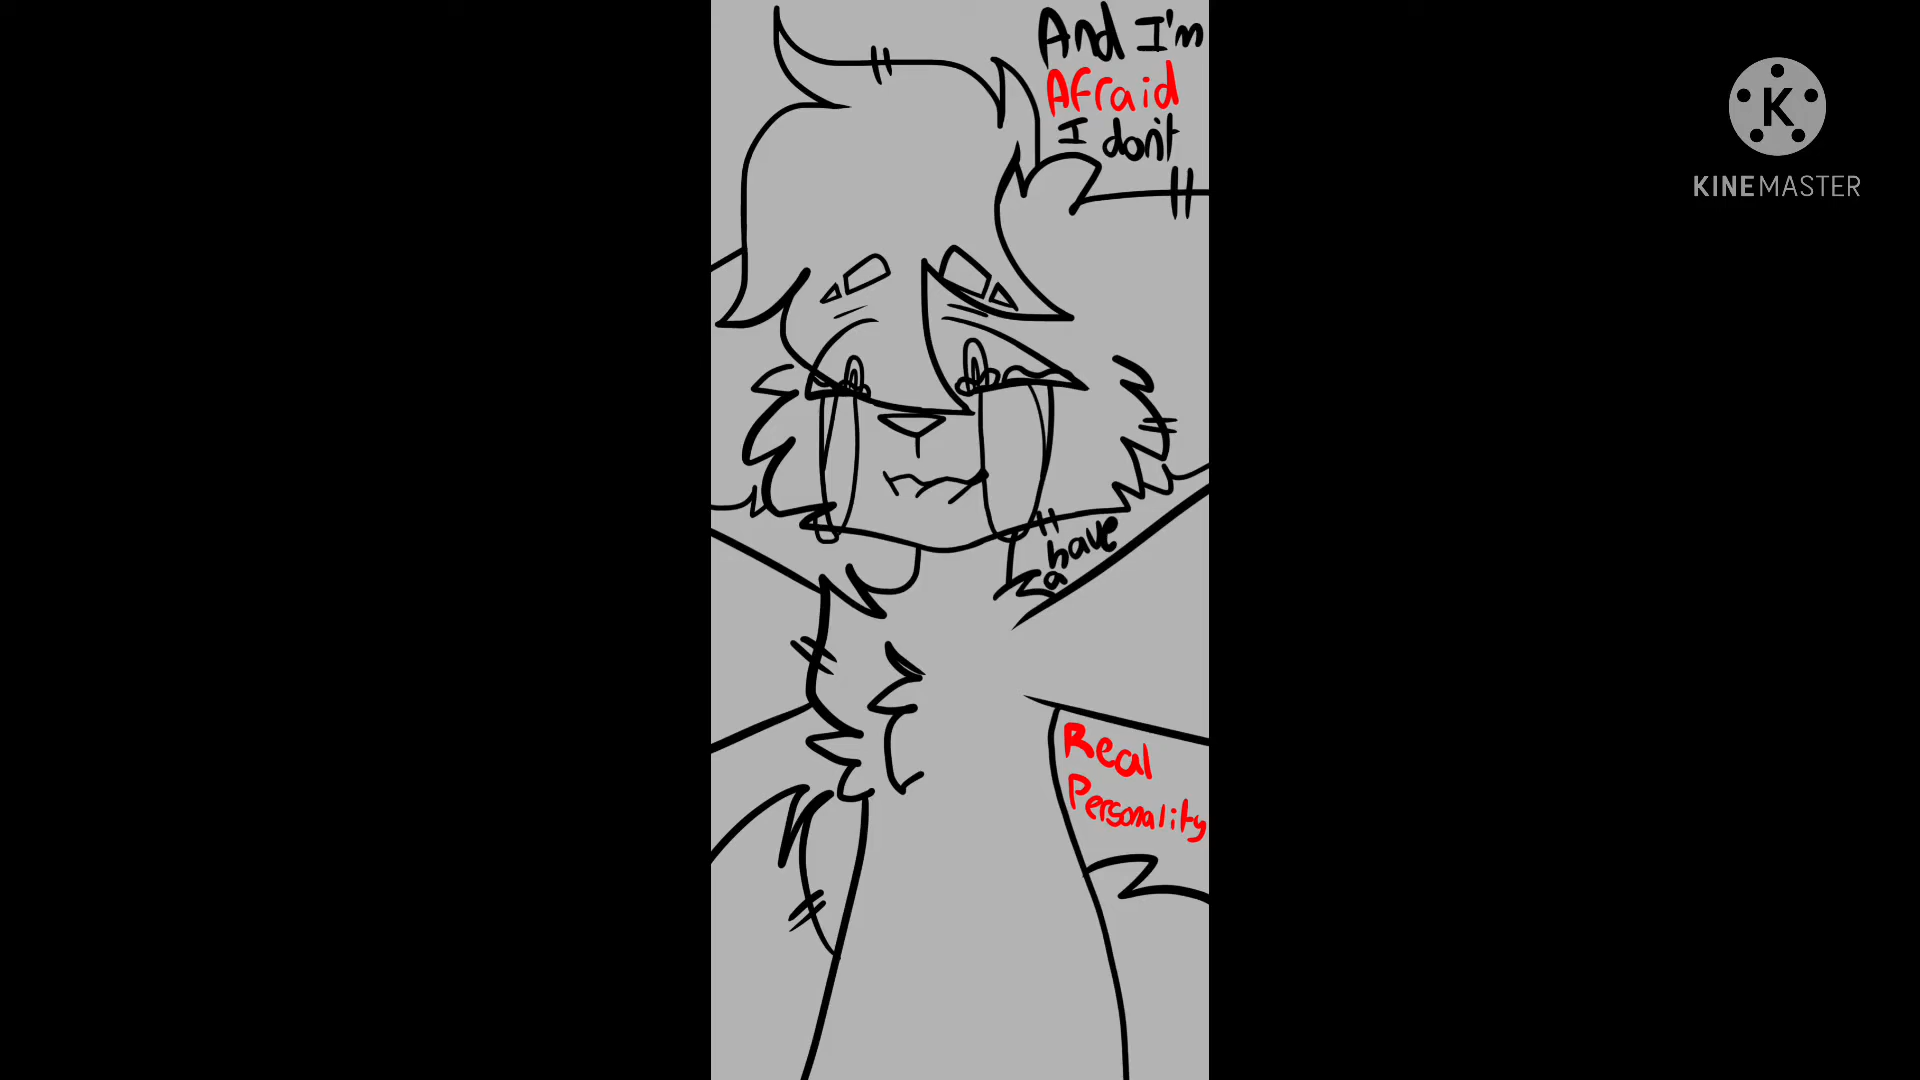 And I'm
Afraid
I don't
have
a
Real
Personality
K
KINEMASTER